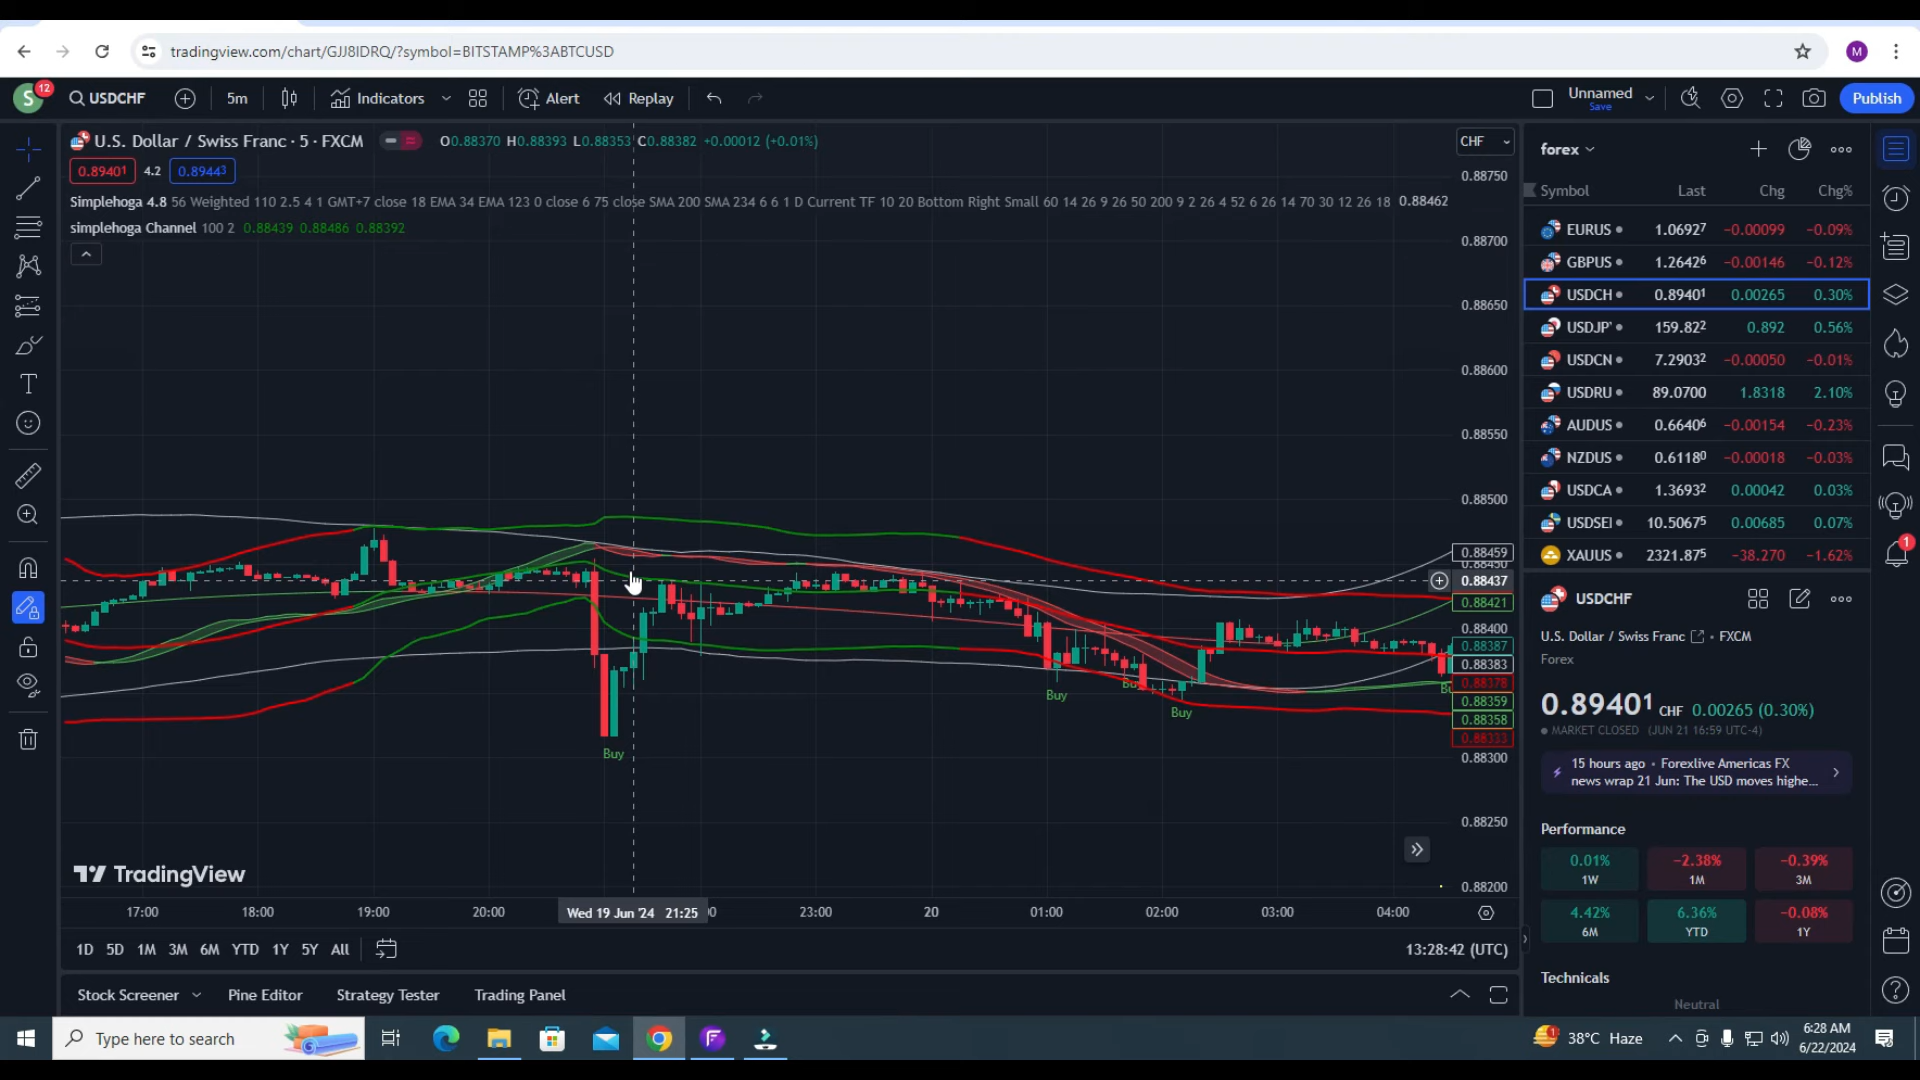 tradingview.com/chart/GJJ8IDRQ/?symbol=BITSTAMP%3ABTCUSD
M
S 12 USDCHF 5m Indicators Alert Replay Unnamed Save Publish
U.S. Dollar / Swiss Franc · 5 · FXCM O0.88370 H0.88393 L0.88353 C0.88382 +0.00012 (+0.01%)
CHF
0.89401 4.2 0.89443
Simplehoga 4.8 56 Weighted 110 2.5 4 1 GMT+7 close 18 EMA 34 EMA 123 0 close 6 75 close SMA 200 SMA 234 6 6 1 D Current TF 10 20 Bottom Right Small 60 14 26 9 26 50 200 9 2 26 4 52 6 26 14 70 30 12 26 18 0.88462
simplehoga Channel 100 2 0.88439 0.88486 0.88392
0.88750
0.88700
0.88650
0.88600
0.88550
0.88500
0.88459
0.88450
0.88437
0.88421
0.88400
0.88387
0.88383
0.88378
0.88359
0.88358
0.88333
0.88300
0.88250
0.88200
Buy
Buy
Buy
Buy
TradingView
17:00 18:00 19:00 20:00 Wed 19 Jun '24 21:25 23:00 20 01:00 02:00 03:00 04:00
1D 5D 1M 3M 6M YTD 1Y 5Y All 13:28:42 (UTC)
Stock Screener Pine Editor Strategy Tester Trading Panel
forex
Symbol Last Chg Chg%
EURUS 1.06927 −0.00099 −0.09%
GBPUS 1.26426 −0.00146 −0.12%
USDCH 0.89401 0.00265 0.30%
USDJP 159.822 0.892 0.56%
USDCN 7.29032 −0.00050 −0.01%
USDRU 89.0700 1.8318 2.10%
AUDUS 0.66406 −0.00154 −0.23%
NZDUS 0.61180 −0.00018 −0.03%
USDCA 1.36932 0.00042 0.03%
USDSEI 10.50675 0.00685 0.07%
XAUUS 2321.875 −38.270 −1.62%
1
USDCHF
U.S. Dollar / Swiss Franc • FXCM
Forex
0.89401 CHF 0.00265 (0.30%)
MARKET CLOSED (JUN 21 16:59 UTC-4)
15 hours ago • Forexlive Americas FX
news wrap 21 Jun: The USD moves highe...
Performance
0.01% −2.38% −0.39%
1W 1M 3M
4.42% 6.36% −0.08%
6M YTD 1Y
Technicals
Neutral
Type here to search
1 38°C Haze
6:28 AM
6/22/2024